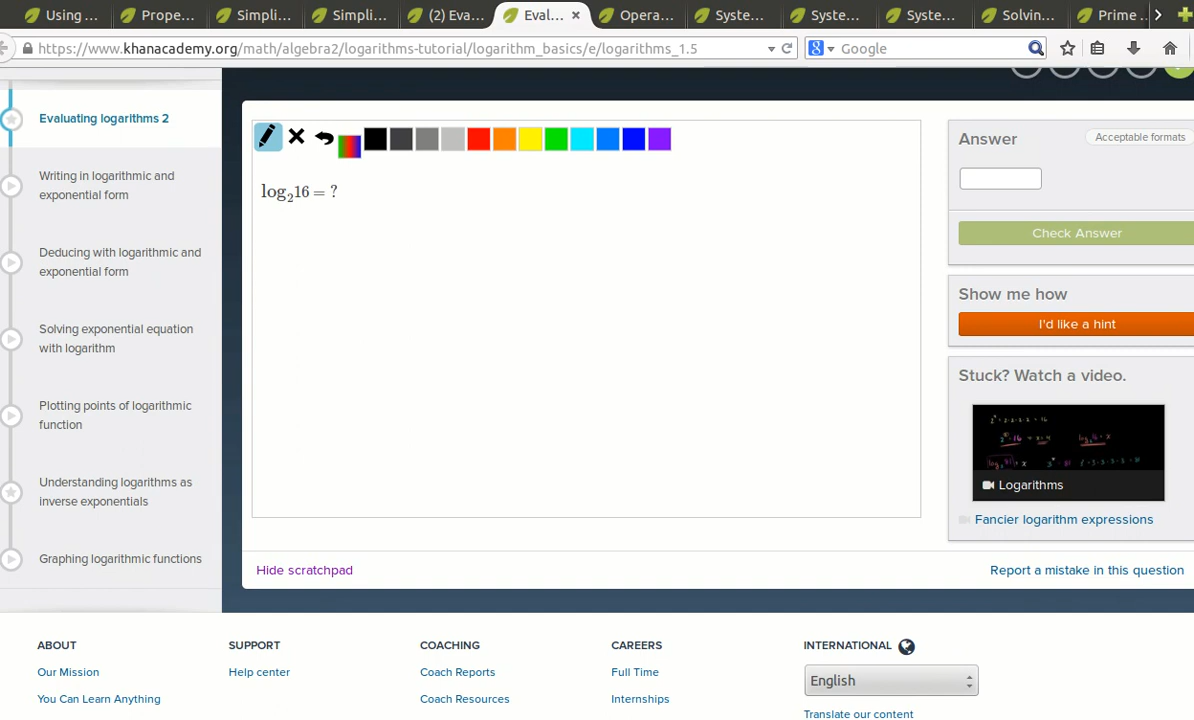 Using ...
Prope...
Simpli...
Simpli...
(2) Eva...
Eval...
Opera...
Syste...
Syste...
Syste...
Solvin...
Prime ...
https://www.khanacademy.org/math/algebra2/logarithms-tutorial/logarithm_basics/e/logarithms_1.5
Google
Evaluating logarithms 2
Writing in logarithmic and
exponential form
Deducing with logarithmic and
exponential form
Solving exponential equation
with logarithm
Plotting points of logarithmic
function
Understanding logarithms as
inverse exponentials
Graphing logarithmic functions
log₂16 = ?
Hide scratchpad
Answer
Acceptable formats
Check Answer
Show me how
I'd like a hint
Stuck? Watch a video.
Logarithms
Fancier logarithm expressions
Report a mistake in this question
ABOUT
Our Mission
You Can Learn Anything
SUPPORT
Help center
COACHING
Coach Reports
Coach Resources
CAREERS
Full Time
Internships
INTERNATIONAL
English
Translate our content